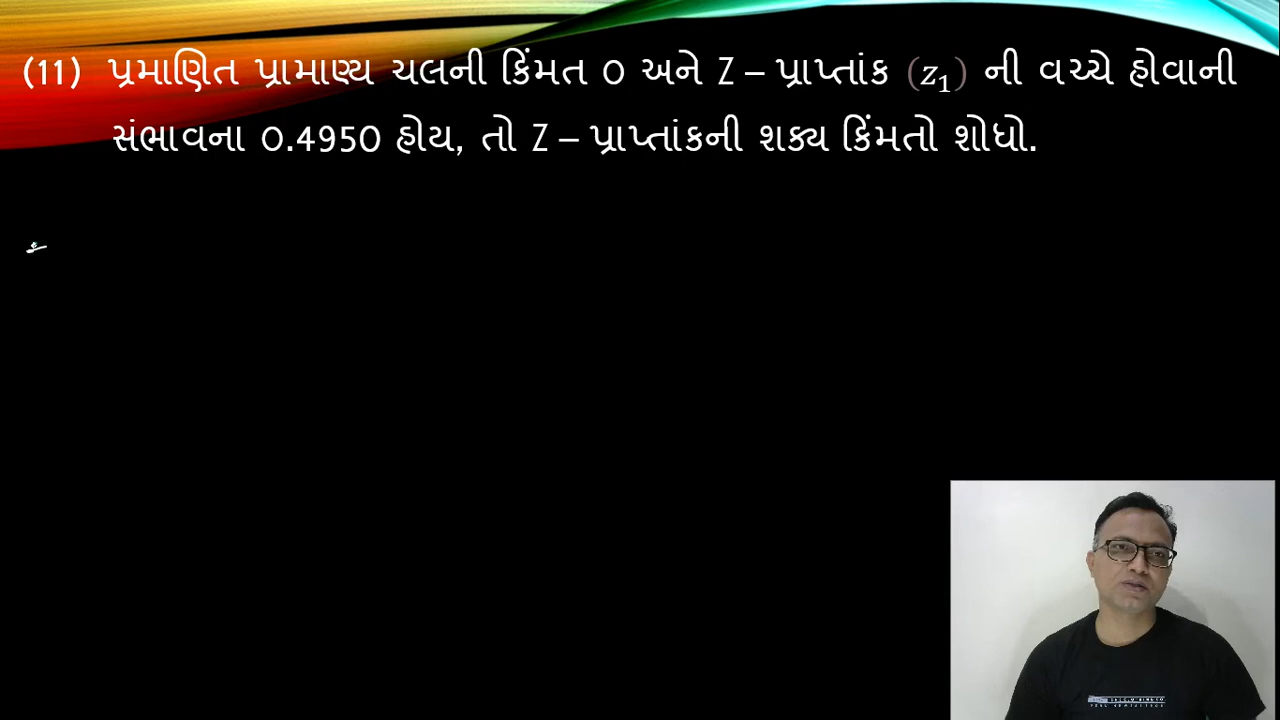 (11) પ્રમાણિત પ્રામાણ્ય ચલની કિંમત 0 અને Z – પ્રાપ્તાંક (z₁) ની વચ્ચે હોવાની
સંભાવના 0.4950 હોય, તો Z – પ્રાપ્તાંકની શક્ય કિંમતો શોધો.